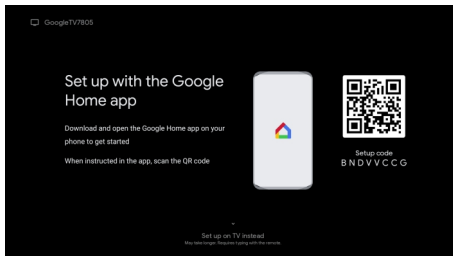 GoogleTV7805
Set up with the Google
Home app
Download and open the Google Home app on your
phone to get started
When instructed in the app, scan the QR code
Setup code
BNDVVCCG
Set up on TV instead
May take longer. Requires typing with the remote.